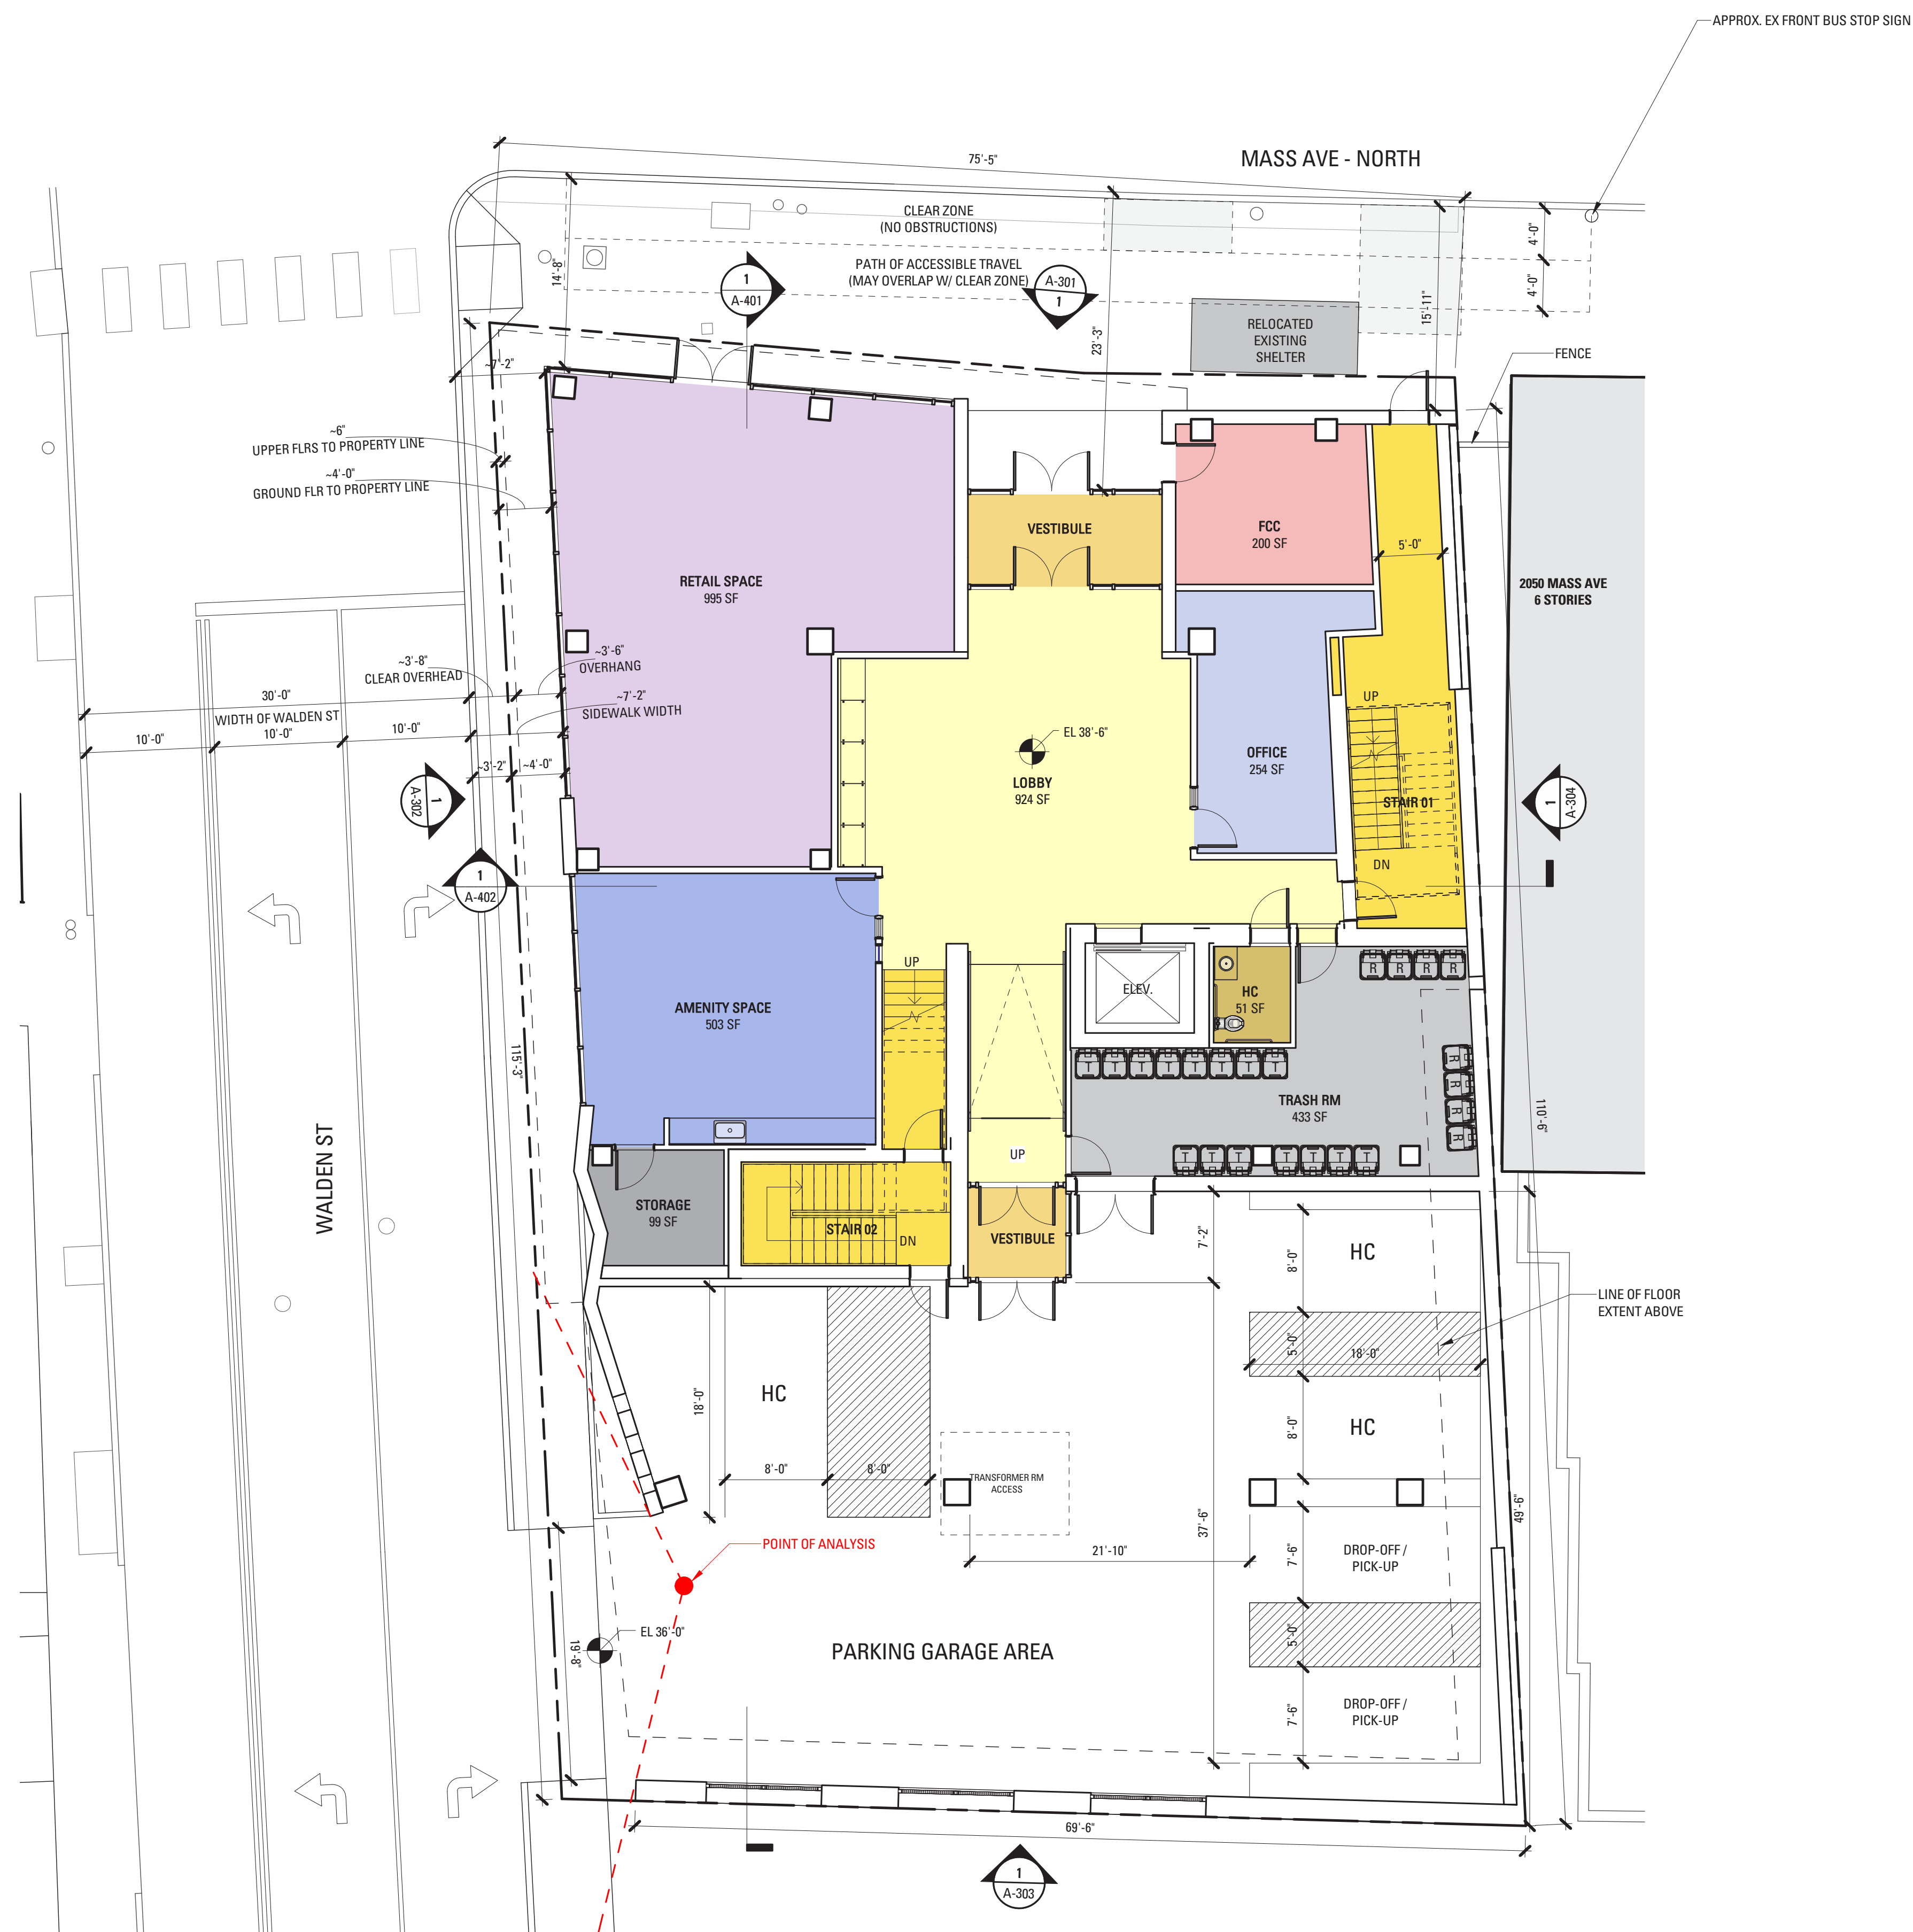 APPROX. EX FRONT BUS STOP SIGN
MASS AVE - NORTH
75'-5"
CLEAR ZONE
(NO OBSTRUCTIONS)
PATH OF ACCESSIBLE TRAVEL
(MAY OVERLAP W/ CLEAR ZONE)
14'-8"
1
A-401
A-301
1
23'-3"
15'-11"
4'-0"
4'-0"
RELOCATED
EXISTING
SHELTER
FENCE
~7'-2"
~6"
UPPER FLRS TO PROPERTY LINE
~4'-0"
GROUND FLR TO PROPERTY LINE
RETAIL SPACE
995 SF
VESTIBULE
FCC
200 SF
5'-0"
2050 MASS AVE
6 STORIES
~3'-8"
CLEAR OVERHEAD
~3'-6"
OVERHANG
~7'-2"
SIDEWALK WIDTH
30'-0"
WIDTH OF WALDEN ST
10'-0"
10'-0"
10'-0"
~3'-2"
~4'-0"
1
A-302
1
A-402
EL 38'-6"
LOBBY
924 SF
OFFICE
254 SF
UP
STAIR 01
DN
1
A-304
AMENITY SPACE
503 SF
UP
ELEV.
HC
51 SF
R R R R
T T T T T T T T
R
R
R
R
TRASH RM
433 SF
T T T T T T T
115'-3"
110'-6"
WALDEN ST
UP
STORAGE
99 SF
STAIR 02
DN
VESTIBULE
7'-2"
8'-0"
HC
LINE OF FLOOR
EXTENT ABOVE
5'-0"
18'-0"
18'-0"
HC
8'-0"
8'-0"
8'-0"
HC
TRANSFORMER RM
ACCESS
49'-6"
37'-6"
21'-10"
7'-6"
DROP-OFF /
PICK-UP
POINT OF ANALYSIS
EL 36'-0"
19'-8"
5'-0"
PARKING GARAGE AREA
7'-6"
DROP-OFF /
PICK-UP
69'-6"
1
A-303